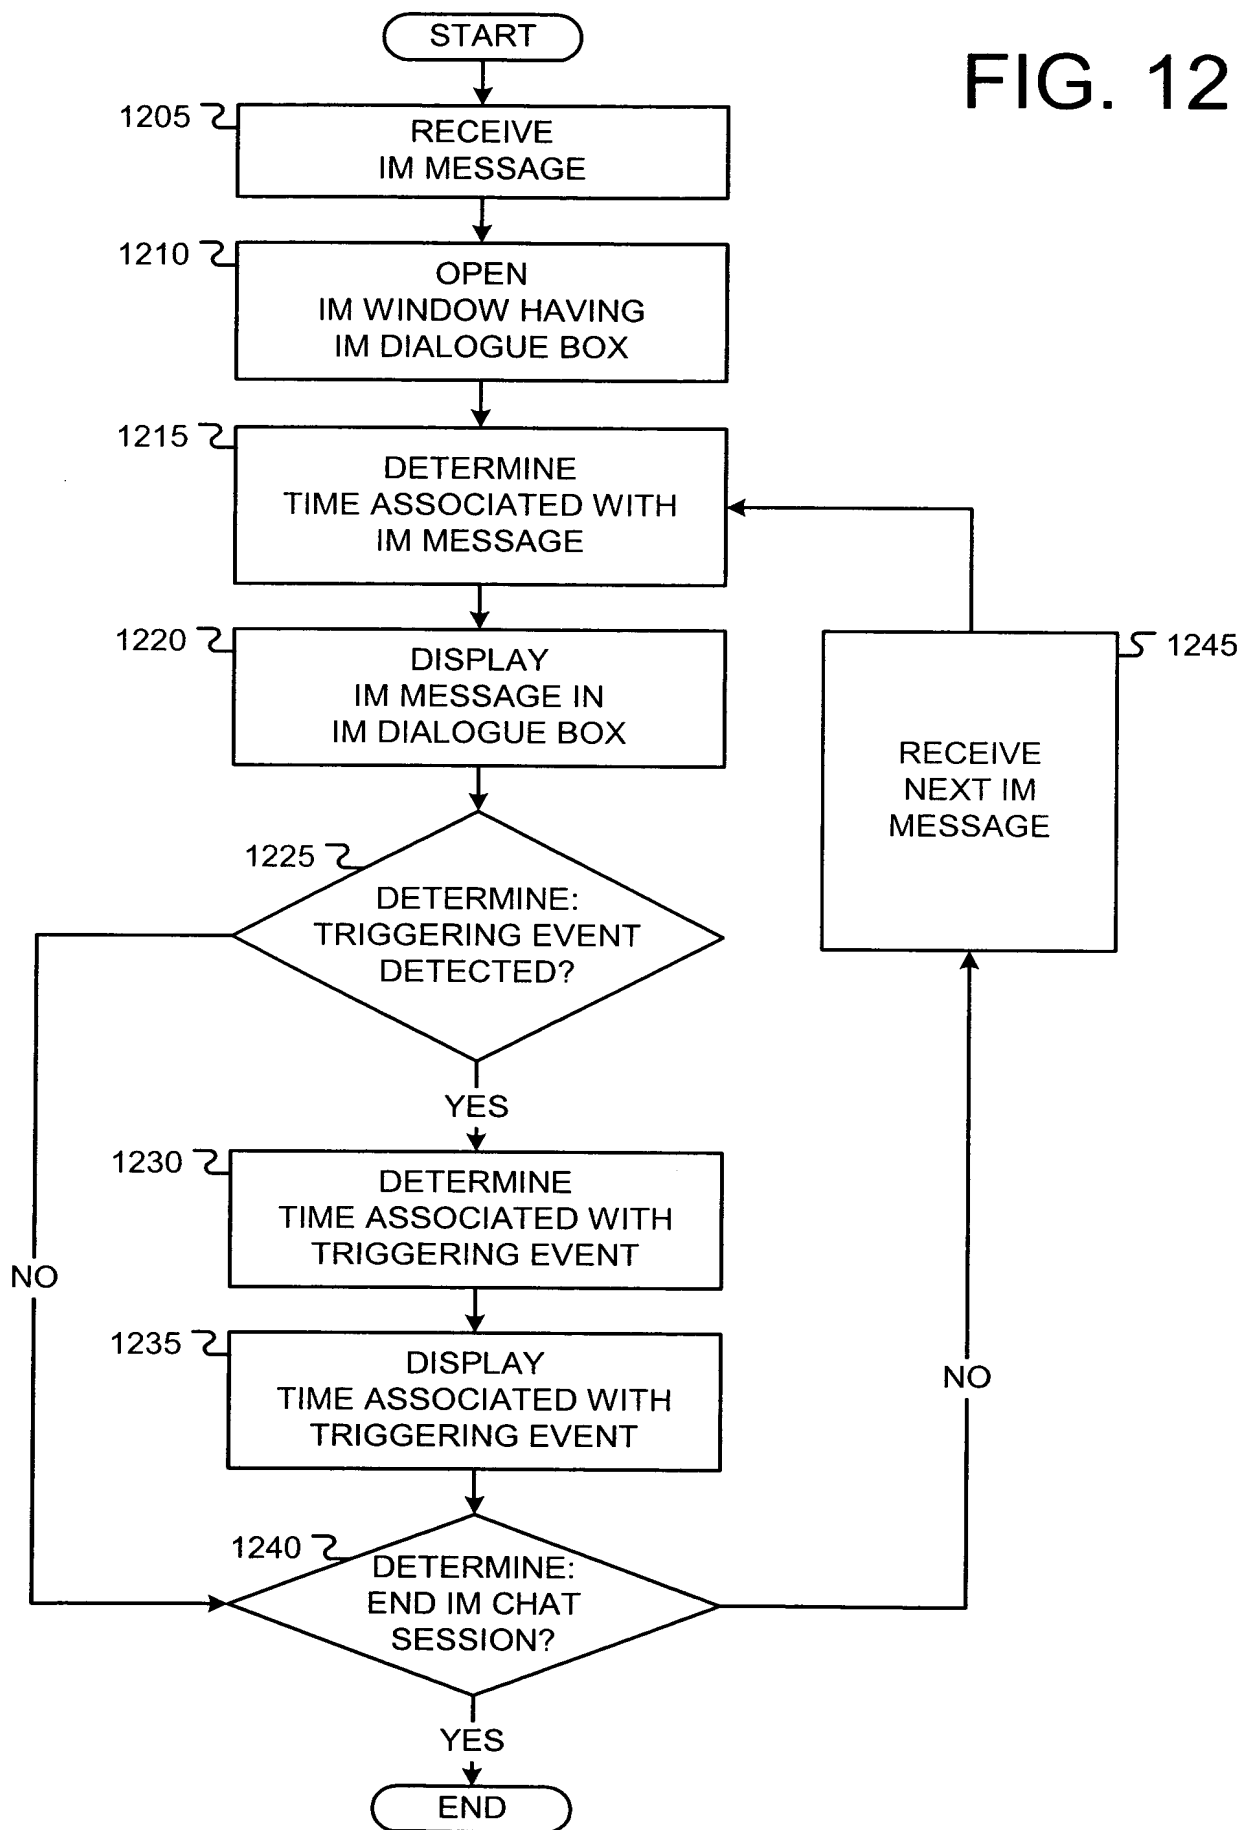 START
FIG. 12
1205
RECEIVE
IM MESSAGE
1210
OPEN
IM WINDOW HAVING
IM DIALOGUE BOX
1215
DETERMINE
TIME ASSOCIATED WITH
IM MESSAGE
1220
DISPLAY
IM MESSAGE IN
IM DIALOGUE BOX
1245
RECEIVE
NEXT IM
MESSAGE
1225
DETERMINE:
TRIGGERING EVENT
DETECTED?
YES
1230
DETERMINE
TIME ASSOCIATED WITH
TRIGGERING EVENT
NO
1235
DISPLAY
TIME ASSOCIATED WITH
TRIGGERING EVENT
NO
1240
DETERMINE:
END IM CHAT
SESSION?
YES
END